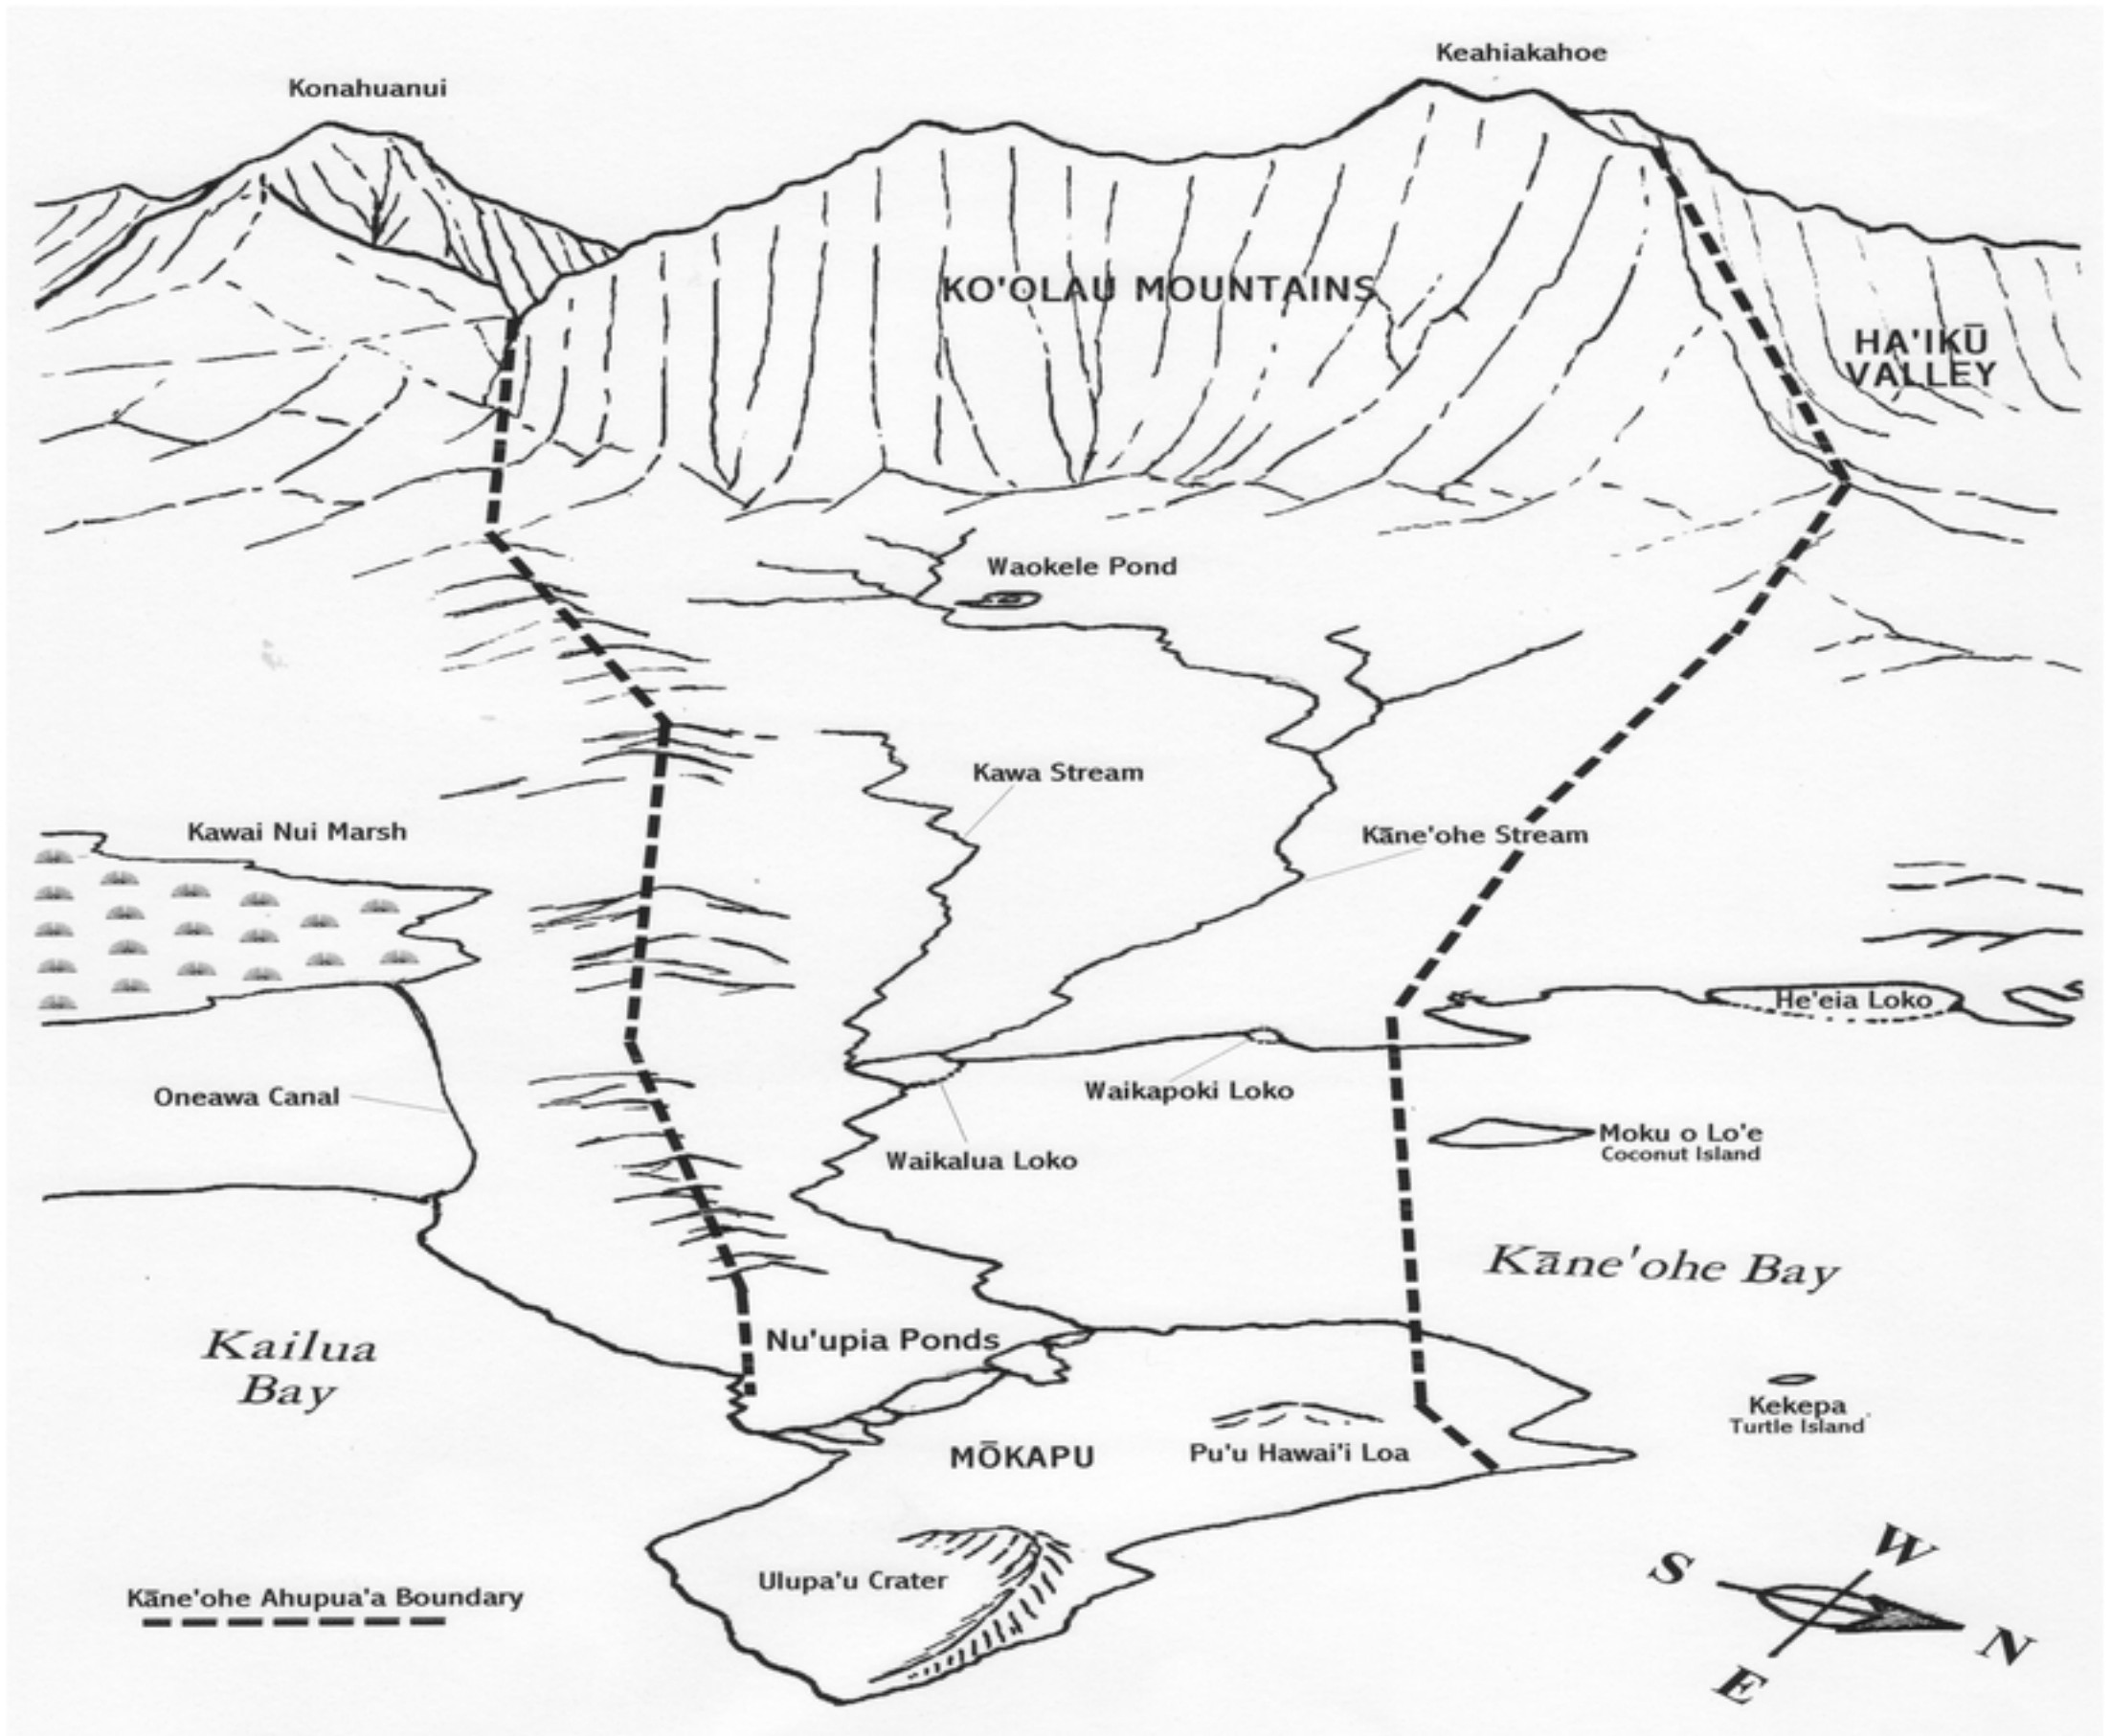 Keahiakahoe
Konahuanui
KO'OLAU MOUNTAINS
HA'IKŪ
VALLEY
Waokele Pond
Kawa Stream
Kawai Nui Marsh
Kāne'ohe Stream
He'eia Loko
Oneawa Canal
Waikapoki Loko
Moku o Lo'e
Coconut Island
Waikalua Loko
Kāne'ohe Bay
Kailua
Bay
Nu'upia Ponds
Kekepa
Turtle Island
MŌKAPU
Pu'u Hawai'i Loa
Ulupa'u Crater
Kāne'ohe Ahupua'a Boundary
W
S
N
E